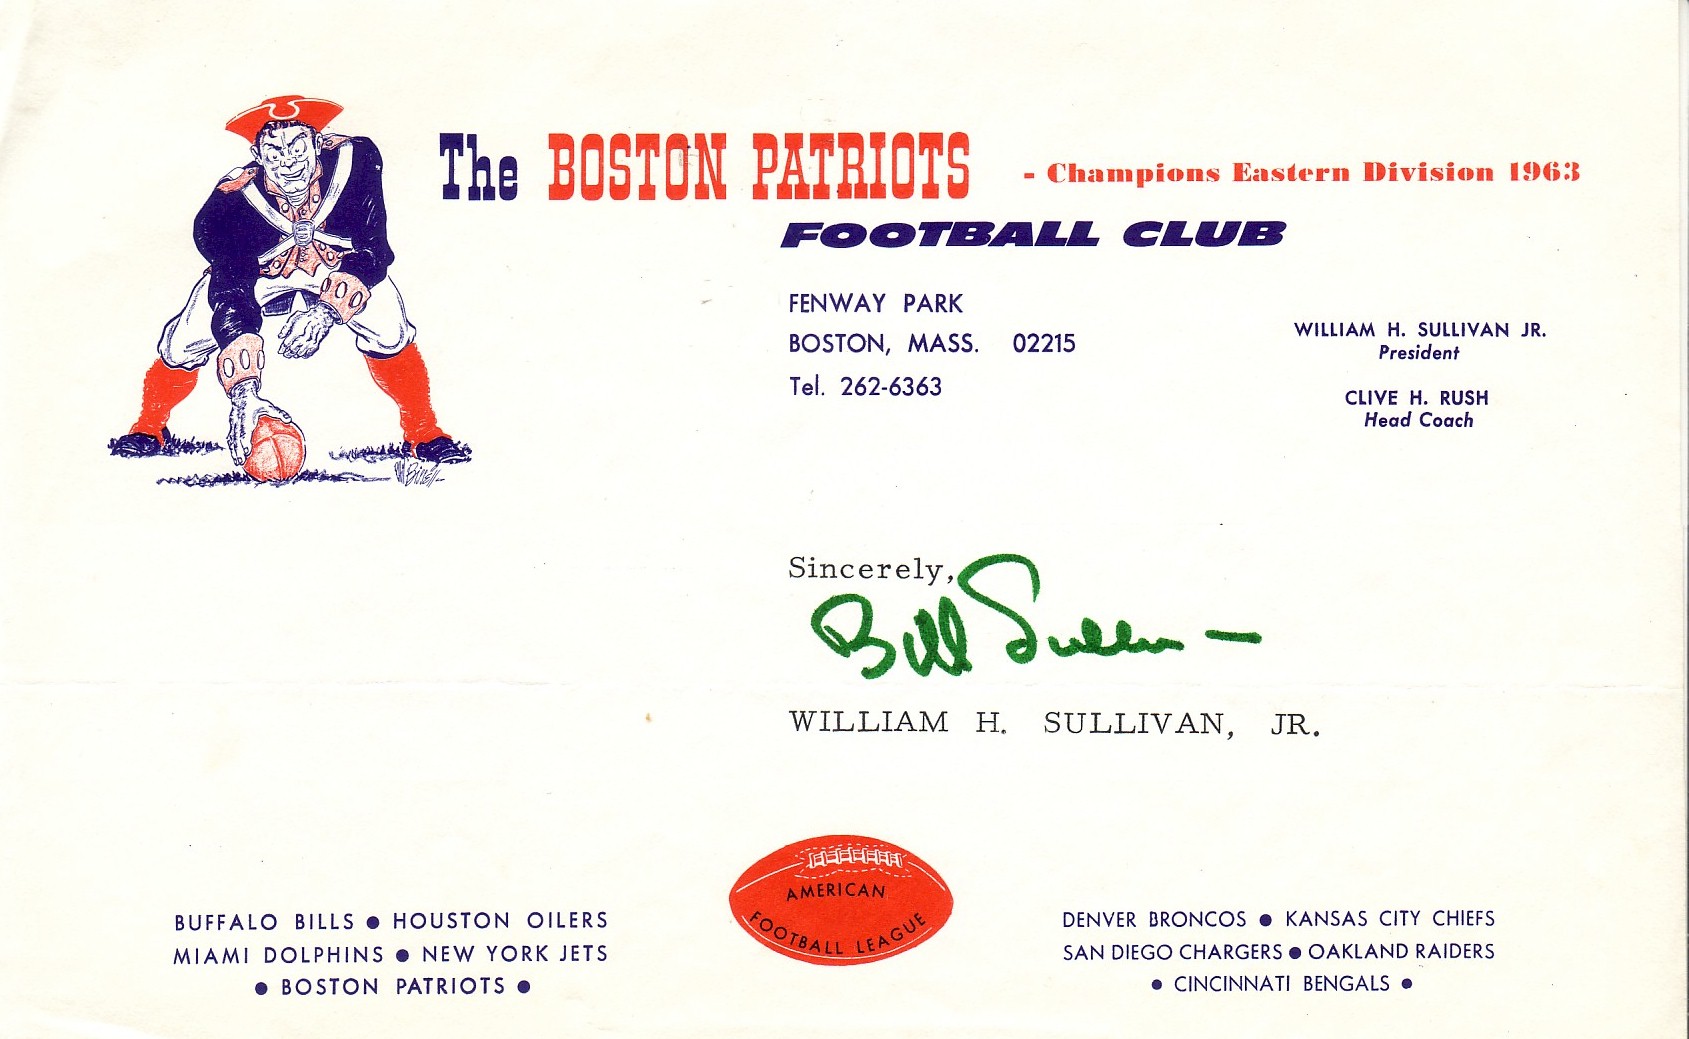 The BOSTON PATRIOTS - Champions Eastern Division 1963
FOOTBALL CLUB
FENWAY PARK
BOSTON, MASS. 02215
Tel. 262-6363
WILLIAM H. SULLIVAN JR.
President
CLIVE H. RUSH
Head Coach
Sincerely,
Bill Sullivan
WILLIAM H. SULLIVAN, JR.
AMERICAN
FOOTBALL LEAGUE
BUFFALO BILLS ● HOUSTON OILERS
MIAMI DOLPHINS ● NEW YORK JETS
● BOSTON PATRIOTS ●
DENVER BRONCOS ● KANSAS CITY CHIEFS
SAN DIEGO CHARGERS ● OAKLAND RAIDERS
● CINCINNATI BENGALS ●